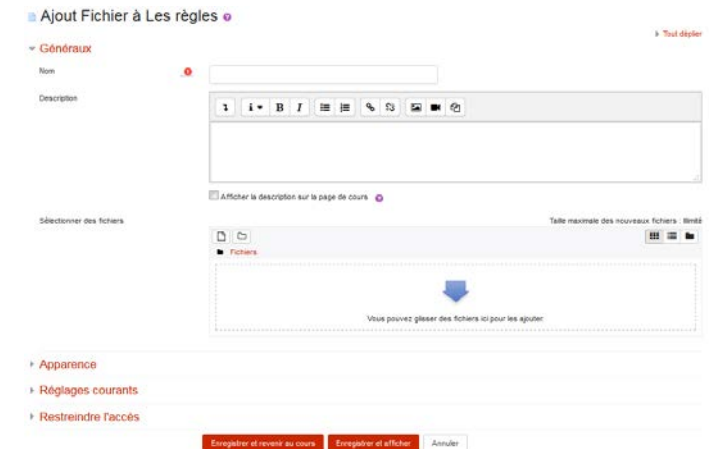 Ajout Fichier à Les règles
Tout déplier
Généraux
Nom
Description
Afficher la description sur la page de cours
Sélectionner des fichiers
Taille maximale des nouveaux fichiers : Illimité
Fichiers
Vous pouvez glisser des fichiers ici pour les ajouter.
Apparence
Réglages courants
Restreindre l'accès
Enregistrer et revenir au cours Enregistrer et afficher Annuler